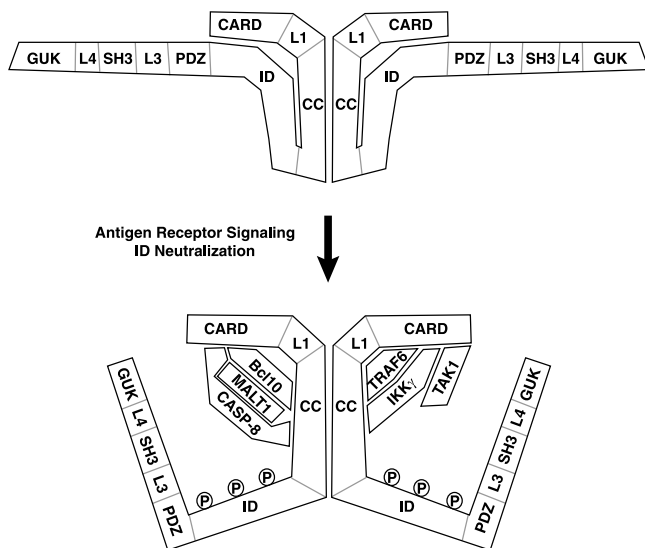 CARD L1 L1 CARD
GUK L4 SH3 L3 PDZ ID CC CC ID PDZ L3 SH3 L4 GUK
Antigen Receptor Signaling
ID Neutralization
CARD L1 L1 CARD
Bcl10
MALT1
CASP-8
TRAF6
IKKγ
TAK1
CC CC
GUK
L4
SH3
L3
PDZ
P P P
ID
P P P
ID
GUK
L4
SH3
L3
PDZ